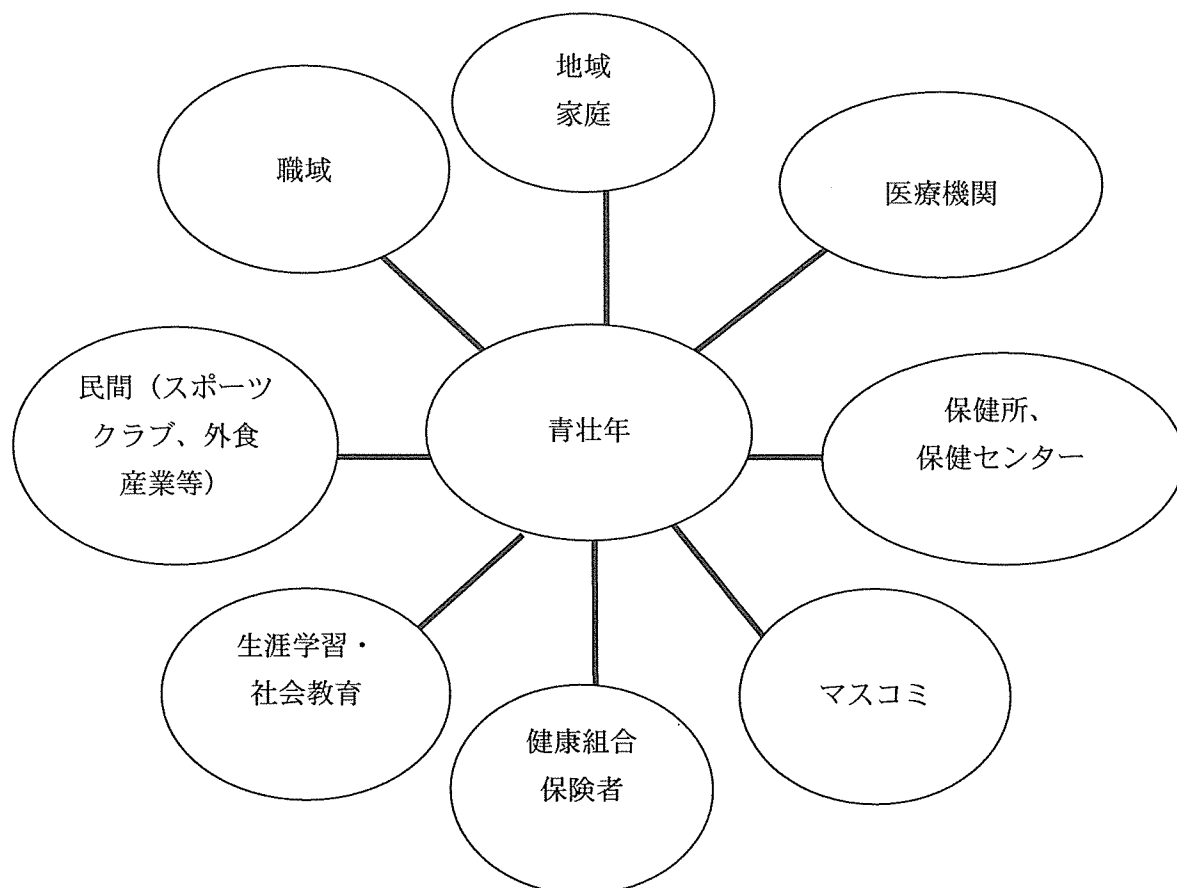 地域
家庭
職域
医療機関
民間（スポーツ
クラブ、外食
産業等）
青壮年
保健所、
保健センター
生涯学習・
社会教育
マスコミ
健康組合
保険者